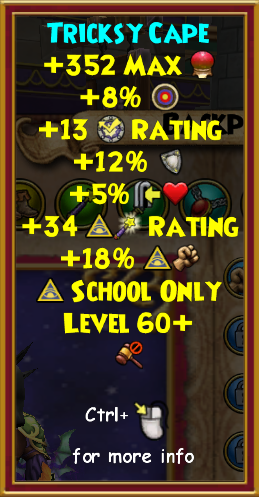 Tricksy Cape
+352 Max
+8%
+13 Rating
+12%
+5%
+34 Rating
+18%
School Only
Level 60+
Ctrl+
for more info